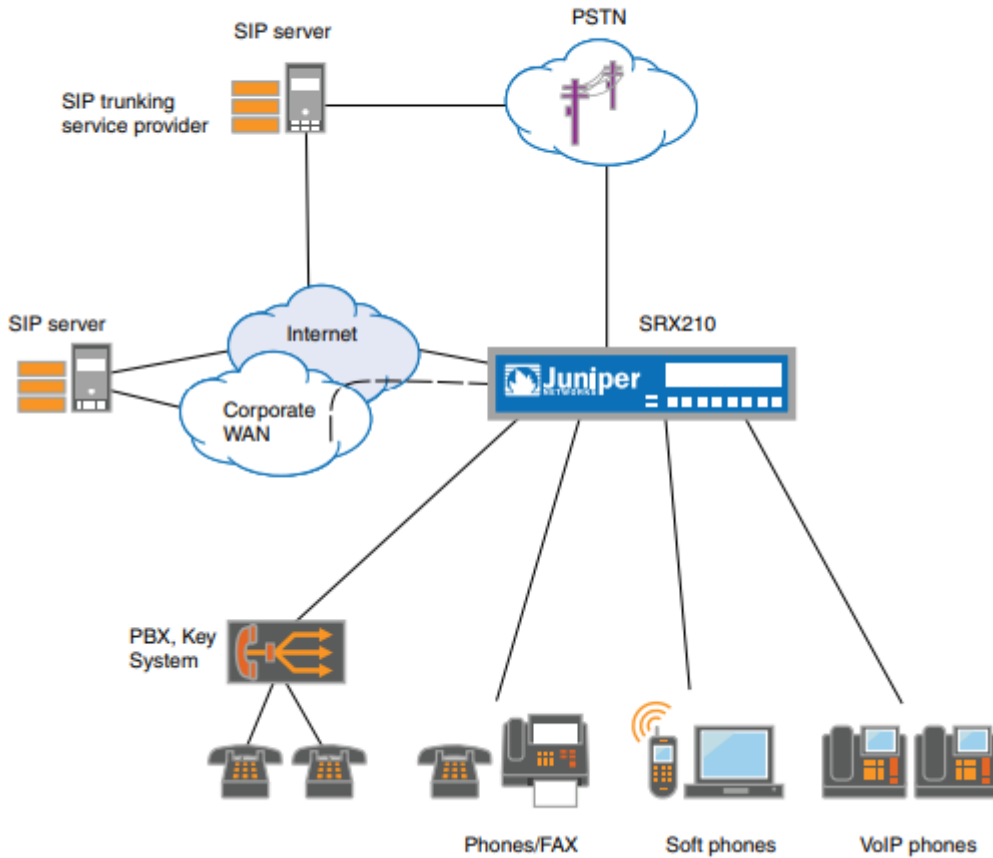 SIP server
PSTN
SIP trunking
service provider
SIP server
Internet
SRX210
Juniper
NETWORKS
Corporate
WAN
PBX, Key
System
Phones/FAX
Soft phones
VoIP phones